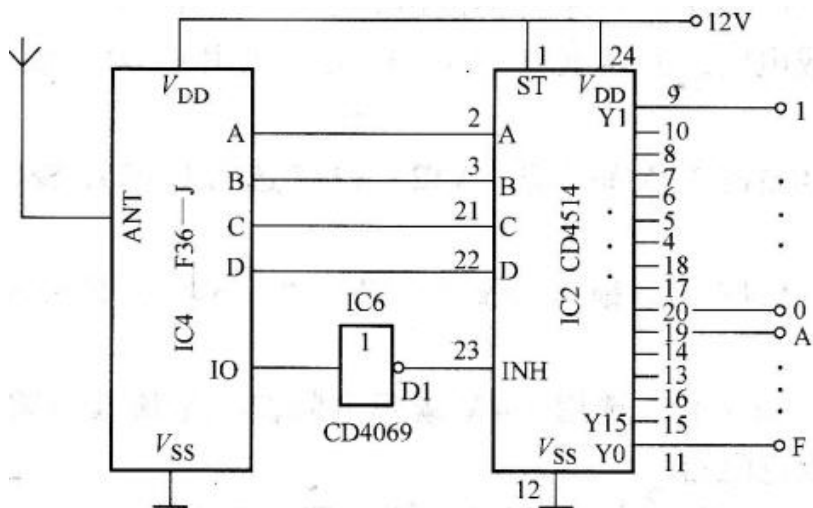 12V
1
24
V_DD
ST
V_DD
9
Y1
1
A
2
A
10
B
3
B
8
7
6
C
21
C
5
4
D
22
D
18
17
20
0
19
A
ANT
IC4 F36—J
IC2 CD4514
IC6
1
14
IO
23
INH
D1
13
16
CD4069
Y15
15
V_SS
V_SS
Y0
11
F
12